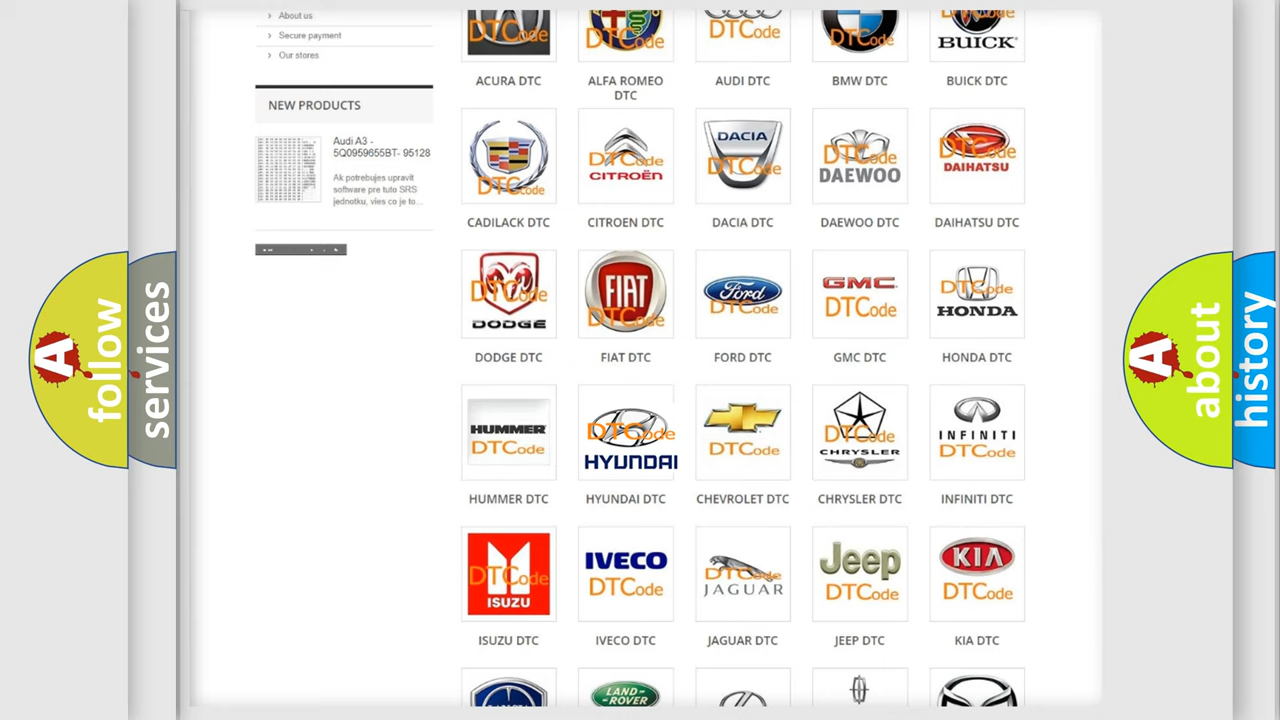 About us
Secure payment
Our stores
NEW PRODUCTS
Audi A3 -
5Q0959655BT- 95128
Ak potrebujes upravit
software pre tuto SRS
jednotku, vies co je to...
DTCode DTCode DTCode DTCode BUICK
ACURA DTC ALFA ROMEO DTC AUDI DTC BMW DTC BUICK DTC
DTCode
DTCode CITROËN
DACIA DTCode
DTCode DAEWOO
DTCode DAIHATSU
CADILACK DTC CITROEN DTC DACIA DTC DAEWOO DTC DAIHATSU DTC
DTCode DODGE
FIAT DTCode
Ford DTCode
GMC DTCode
DTCode HONDA
DODGE DTC FIAT DTC FORD DTC GMC DTC HONDA DTC
HUMMER DTCode
DTCode HYUNDAI
DTCode
DTCode CHRYSLER
INFINITI DTCode
HUMMER DTC HYUNDAI DTC CHEVROLET DTC CHRYSLER DTC INFINITI DTC
DTCode ISUZU
IVECO DTCode
DTCode JAGUAR
Jeep DTCode
KIA DTCode
ISUZU DTC IVECO DTC JAGUAR DTC JEEP DTC KIA DTC
LAND-ROVER
A follow
services
A about
history